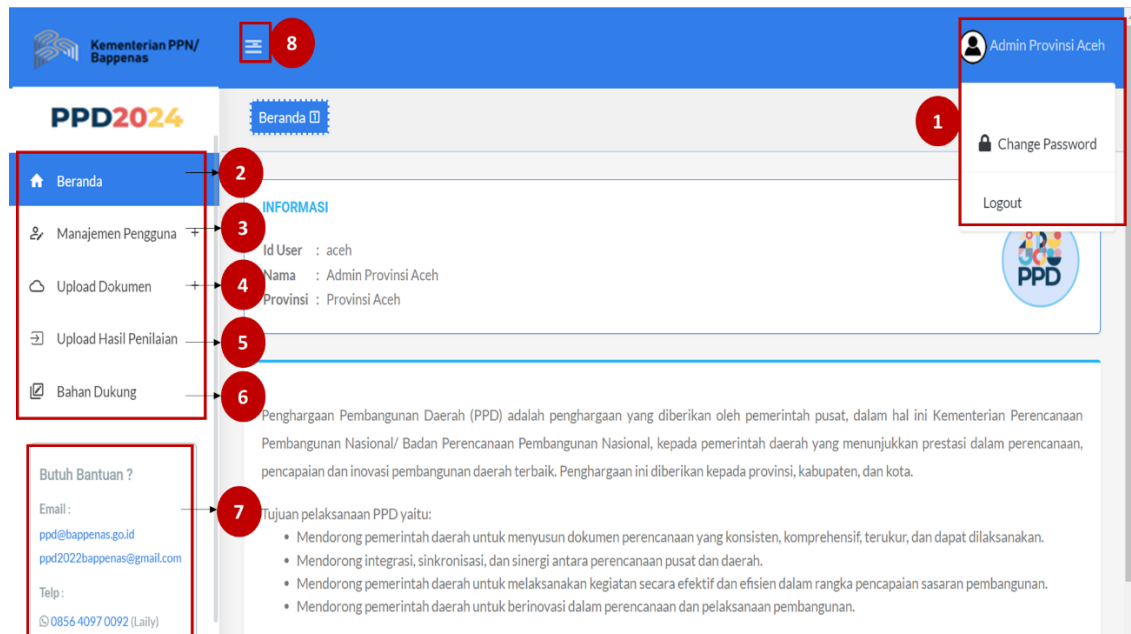 Kementerian PPN/
Bappenas
8
Admin Provinsi Aceh
PPD2024
Beranda
1
Change Password
Logout
Beranda
2
Manajemen Pengguna +
3
Upload Dokumen +
4
Upload Hasil Penilaian
5
Bahan Dukung
6
INFORMASI
Id User : aceh
Nama : Admin Provinsi Aceh
Provinsi : Provinsi Aceh
PPD
Penghargaan Pembangunan Daerah (PPD) adalah penghargaan yang diberikan oleh pemerintah pusat, dalam hal ini Kementerian Perencanaan
Pembangunan Nasional/ Badan Perencanaan Pembangunan Nasional, kepada pemerintah daerah yang menunjukkan prestasi dalam perencanaan,
pencapaian dan inovasi pembangunan daerah terbaik. Penghargaan ini diberikan kepada provinsi, kabupaten, dan kota.
Tujuan pelaksanaan PPD yaitu:
• Mendorong pemerintah daerah untuk menyusun dokumen perencanaan yang konsisten, komprehensif, terukur, dan dapat dilaksanakan.
• Mendorong integrasi, sinkronisasi, dan sinergi antara perencanaan pusat dan daerah.
• Mendorong pemerintah daerah untuk melaksanakan kegiatan secara efektif dan efisien dalam rangka pencapaian sasaran pembangunan.
• Mendorong pemerintah daerah untuk berinovasi dalam perencanaan dan pelaksanaan pembangunan.
Butuh Bantuan ?
Email :
7
ppd@bappenas.go.id
ppd2022bappenas@gmail.com
Telp :
0856 4097 0092 (Laily)